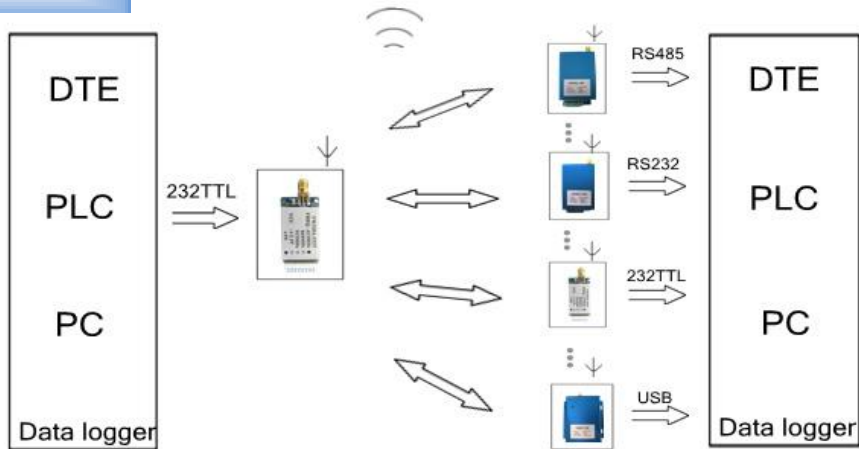 DTE
PLC
PC
Data logger
232TTL
RS485
RS232
232TTL
USB
DTE
PLC
PC
Data logger